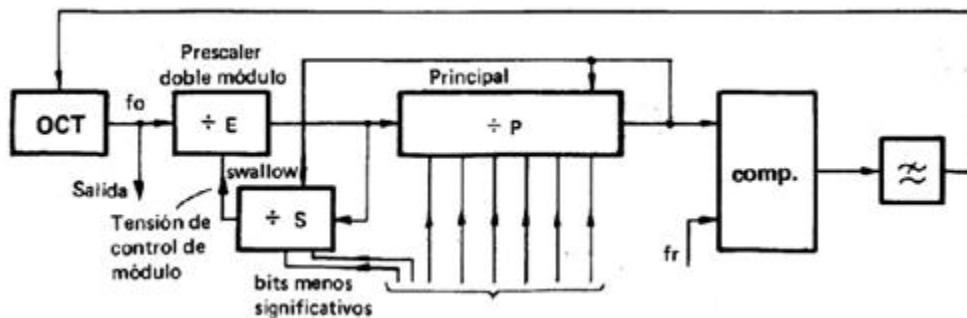 Prescaler
doble módulo
Principal
OCT
fo
÷ E
÷ P
comp.
Salida
swallow
÷ S
Tensión de
control de
módulo
fr
bits menos
significativos